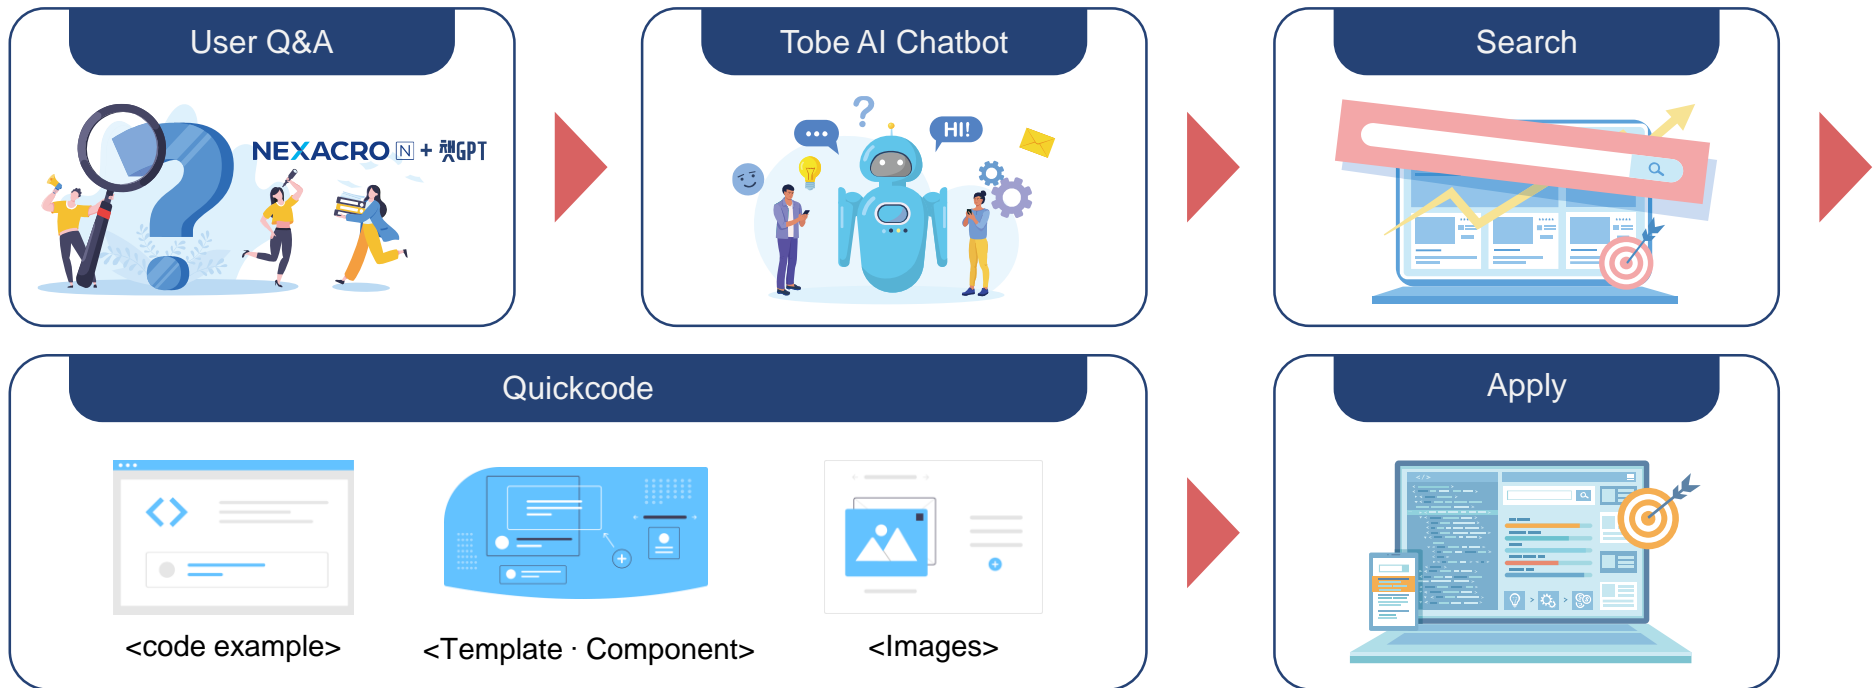 User Q&A
Tobe AI Chatbot
Search
NEXACRO N + 챗GPT
?
HI!
Quickcode
Apply
</>
<code example>
<Template · Component>
<Images>